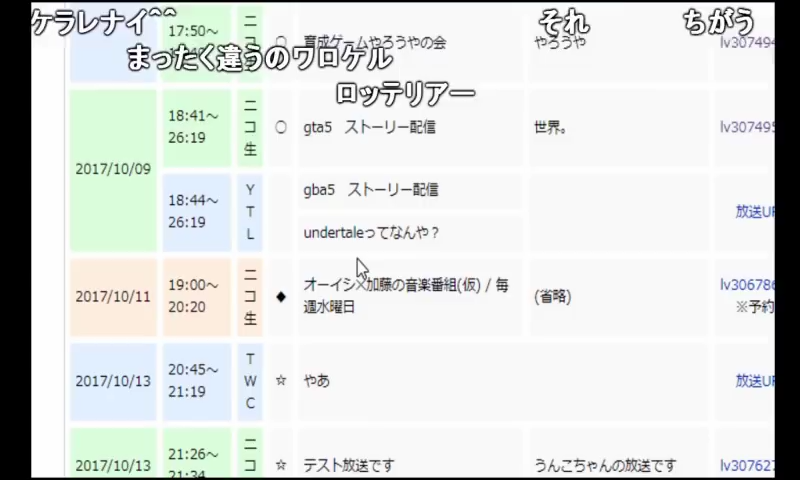 ケラレナイ^^
それ
ちがう
まったく違うのワロケル
ロッテリアー
17:50～
ニコ
○
育成ゲームやろうやの会
やろうや
lv307494
2017/10/09
18:41～
26:19
ニコ生
○
gta5 ストーリー配信
世界。
lv307495
18:44～
26:19
YTL
gba5 ストーリー配信
undertaleってなんや？
放送U
2017/10/11
19:00～
20:20
ニコ生
◆
オーイシ×加藤の音楽番組(仮) / 毎
週水曜日
(省略)
lv306786
※予約
2017/10/13
20:45～
21:19
TWC
☆
やあ
放送U
2017/10/13
21:26～
21:34
ニコ
☆
テスト放送です
うんこちゃんの放送です
lv307627